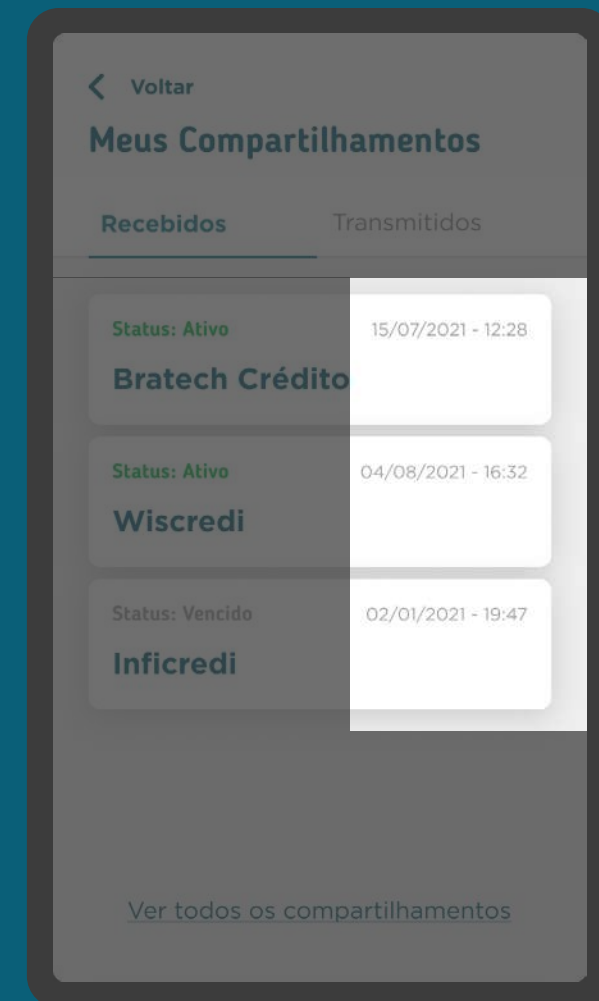 Voltar
Meus Compartilhamentos
Recebidos Transmitidos
Status: Ativo 15/07/2021 - 12:28
Bratech Crédito
Status: Ativo 04/08/2021 - 16:32
Wiscredi
Status: Vencido 02/01/2021 - 19:47
Inficredi
Ver todos os compartilhamentos